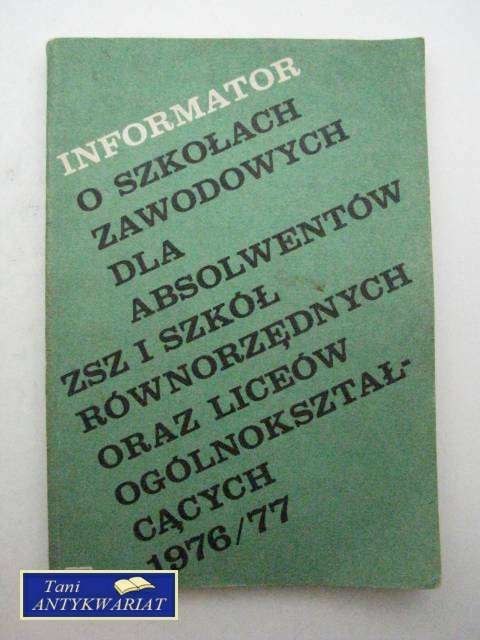 INFORMATOR
O SZKOŁACH
ZAWODOWYCH
DLA
ABSOLWENTÓW
ZSZ I SZKÓŁ
RÓWNORZĘDNYCH
ORAZ LICEÓW
OGÓLNOKSZTAŁ-
CĄCYCH
1976/77
Tani
ANTYKWARIAT